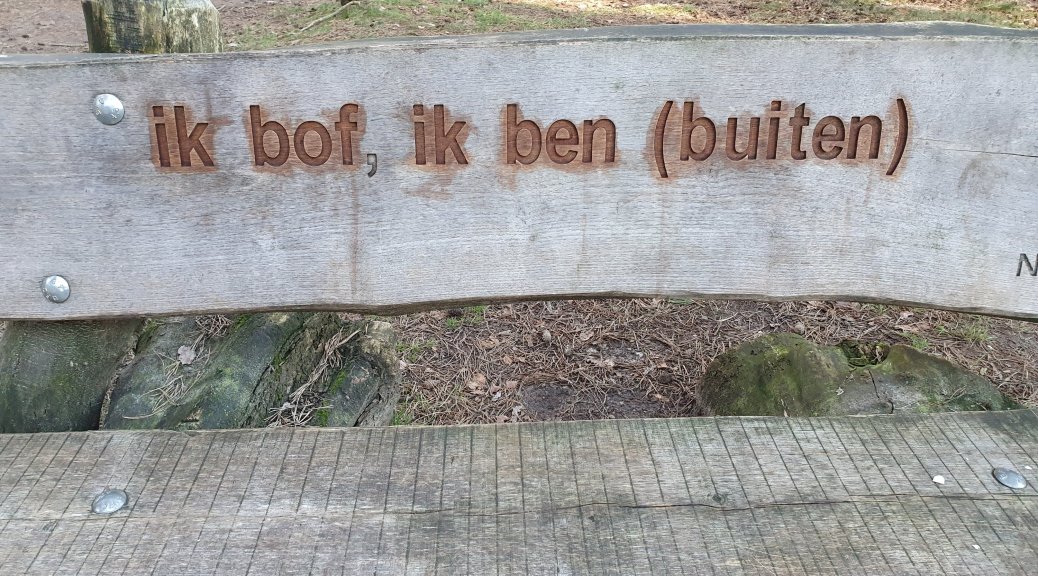 ik bof, ik ben (buiten)
N